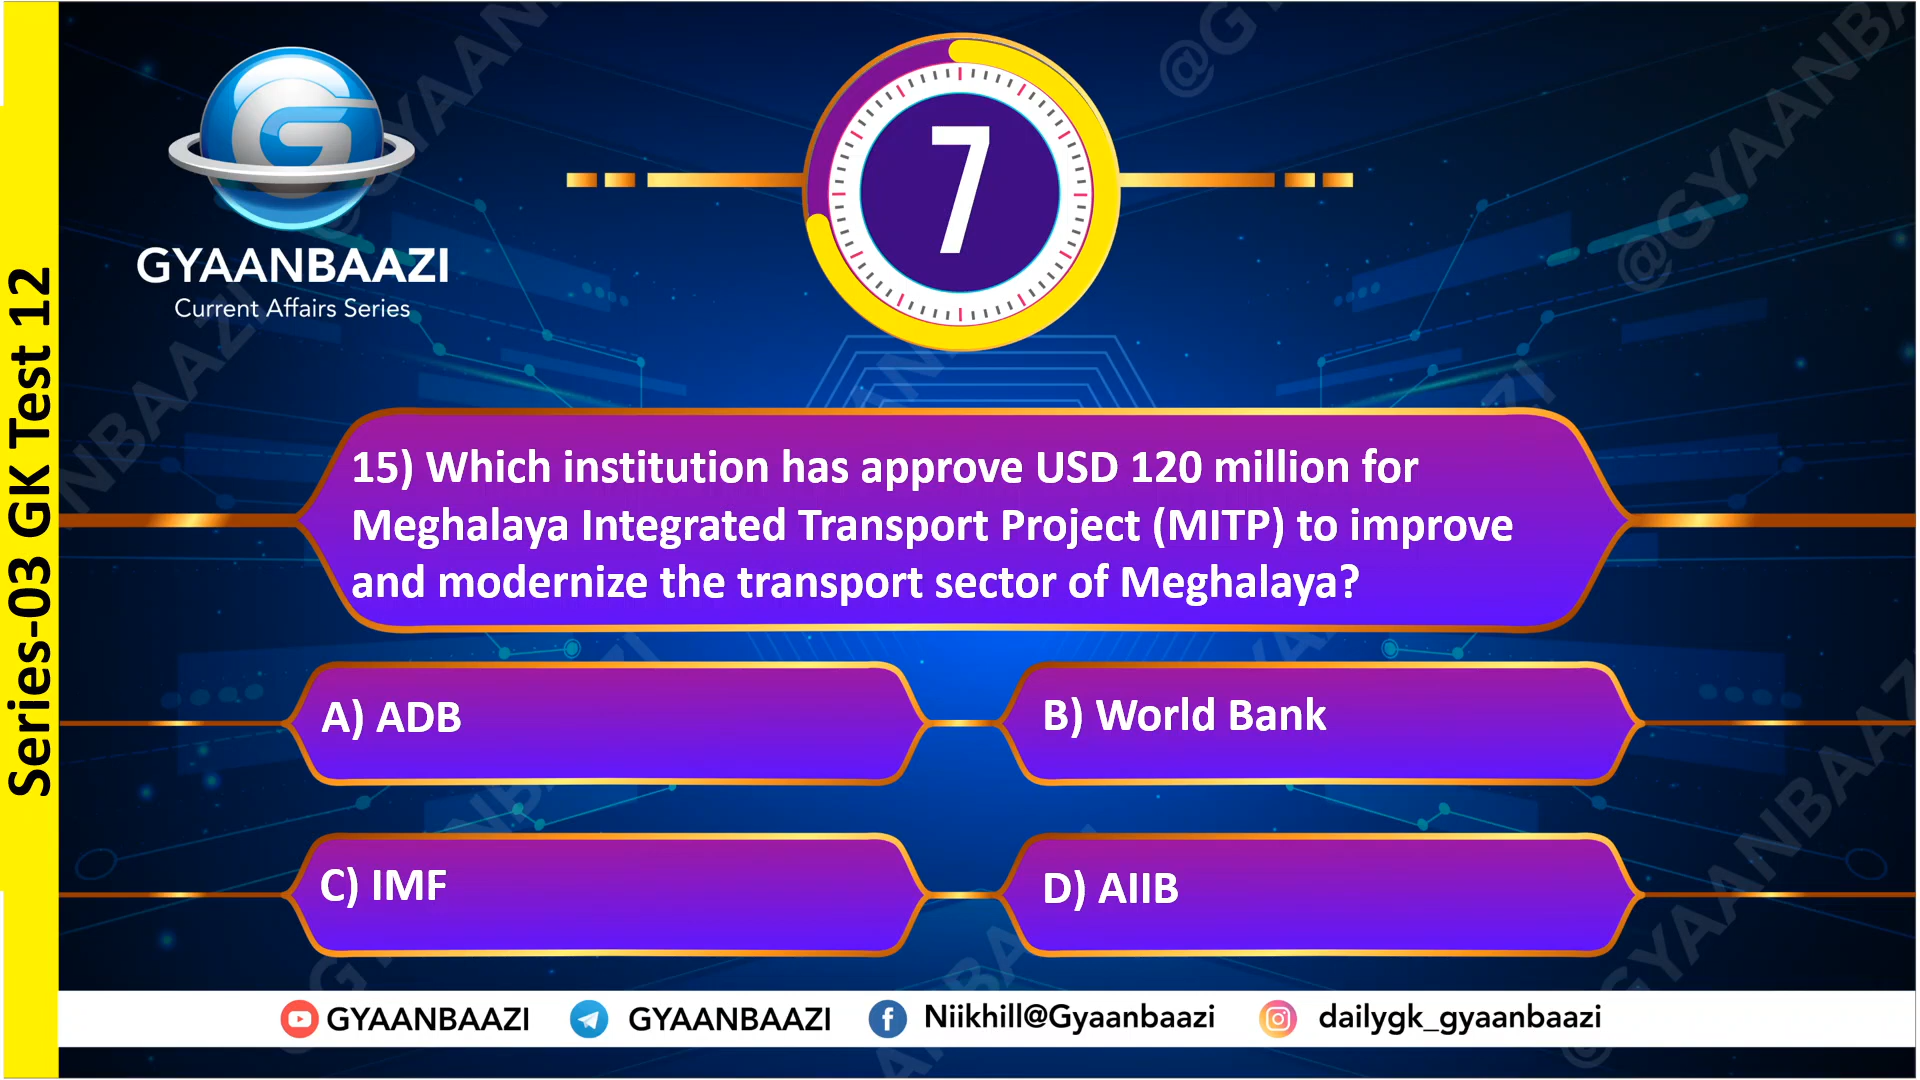 Series-03 GK Test 12
GYAANBAAZI
Current Affairs Series
7
15) Which institution has approve USD 120 million for
Meghalaya Integrated Transport Project (MITP) to improve
and modernize the transport sector of Meghalaya?
A) ADB
B) World Bank
C) IMF
D) AIIB
GYAANBAAZI
GYAANBAAZI
Niikhill@Gyaanbaazi
dailygk_gyaanbaazi
@GYAANBAAZI